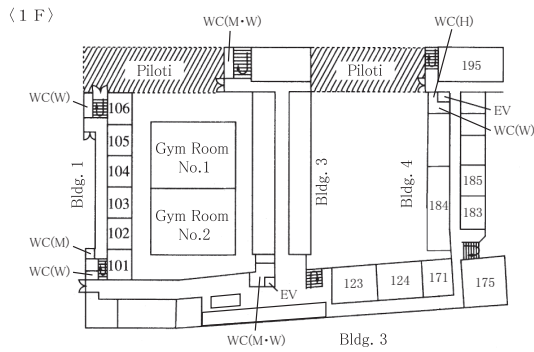 〈1 F〉
WC(M・W)
WC(H)
Piloti
Piloti
195
WC(W)
106
EV
WC(W)
105
Gym Room
No.1
104
Bldg. 1
Bldg. 3
Bldg. 4
185
103
184
183
Gym Room
No.2
102
WC(M)
101
WC(W)
123
124
171
175
EV
WC(M・W)
Bldg. 3